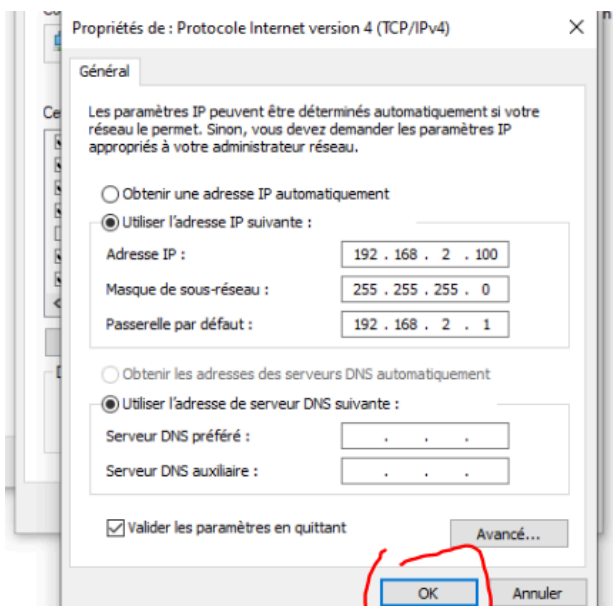 Propriétés de : Protocole Internet version 4 (TCP/IPv4)
Général
Les paramètres IP peuvent être déterminés automatiquement si votre
réseau le permet. Sinon, vous devez demander les paramètres IP
appropriés à votre administrateur réseau.
Obtenir une adresse IP automatiquement
Utiliser l'adresse IP suivante :
Adresse IP : 192 . 168 . 2 . 100
Masque de sous-réseau : 255 . 255 . 255 . 0
Passerelle par défaut : 192 . 168 . 2 . 1
Obtenir les adresses des serveurs DNS automatiquement
Utiliser l'adresse de serveur DNS suivante :
Serveur DNS préféré : . . .
Serveur DNS auxiliaire : . . .
Valider les paramètres en quittant
Avancé...
OK Annuler